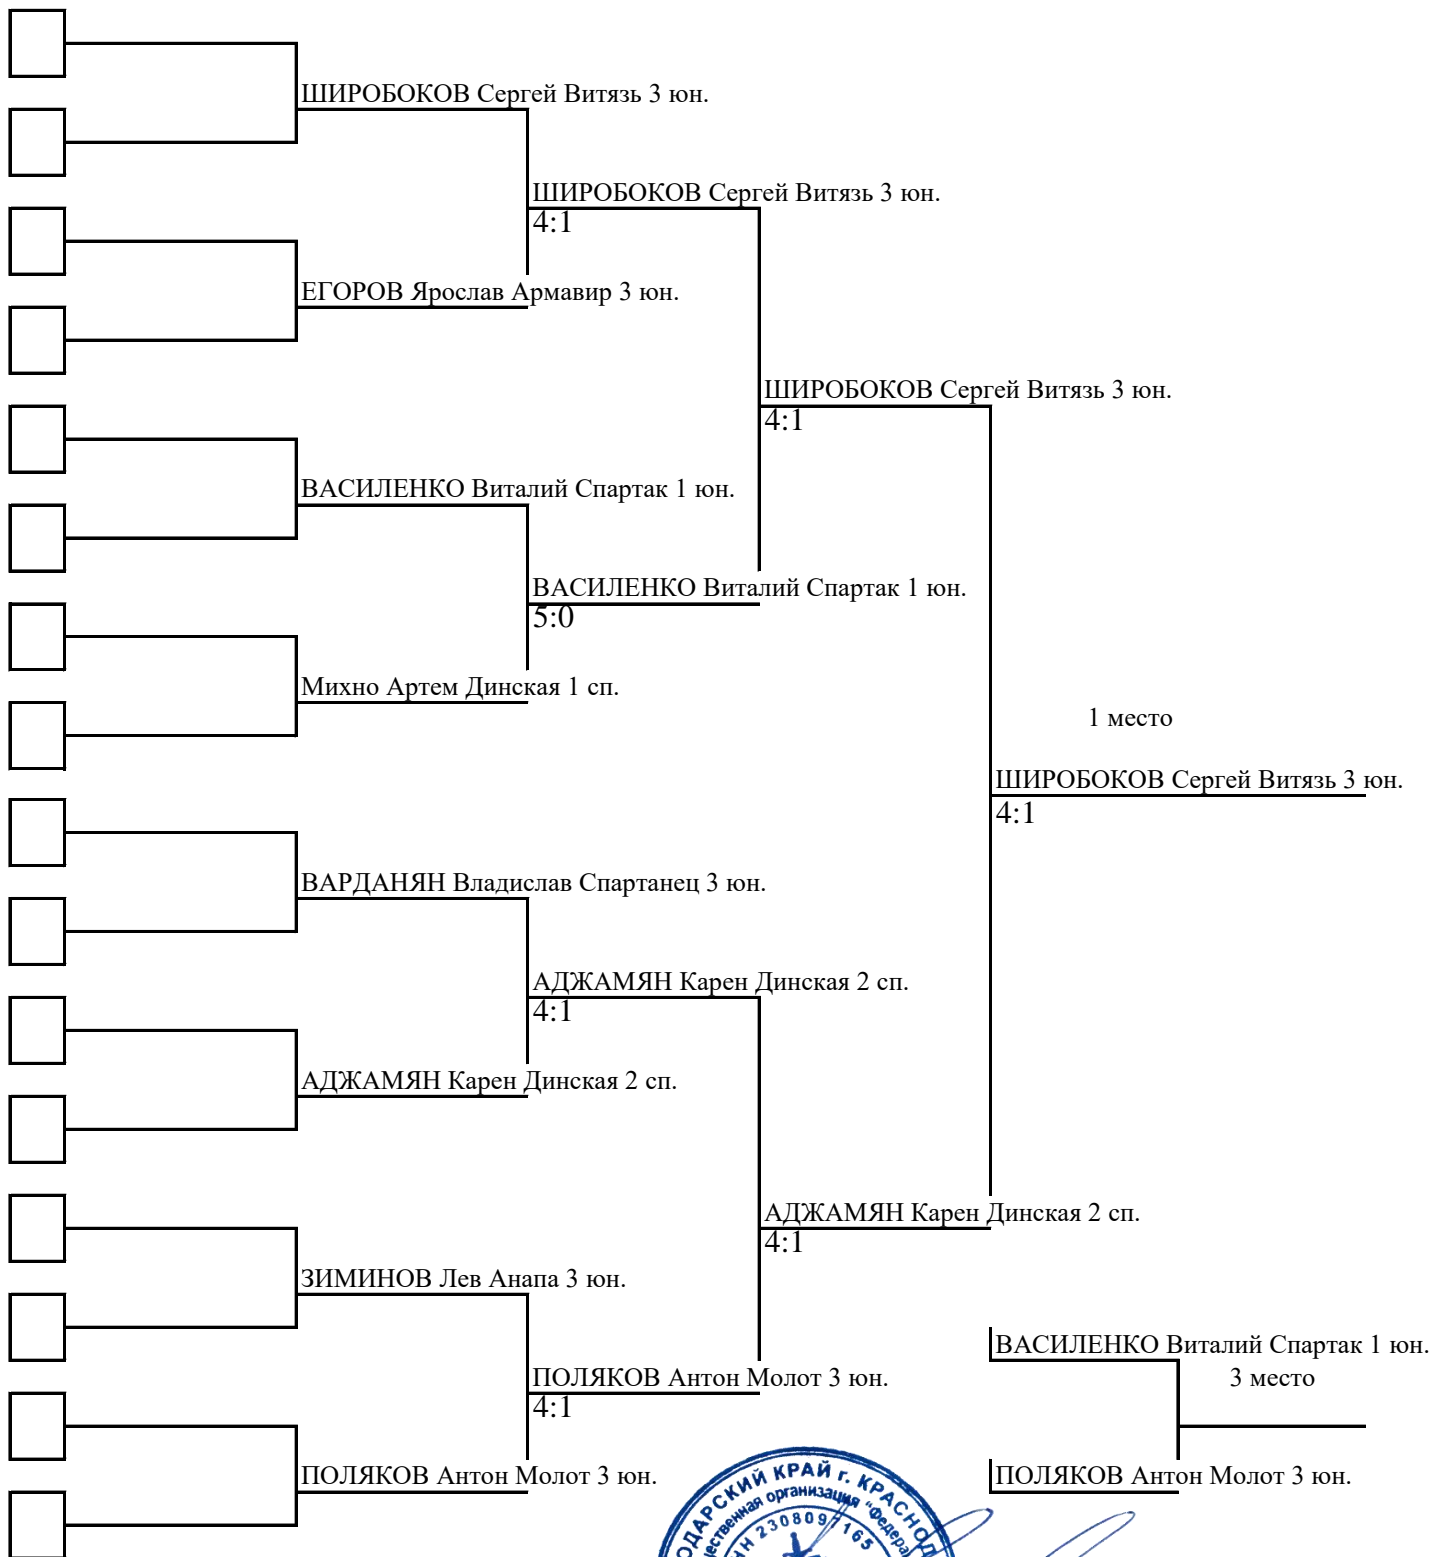 ШИРОБОКОВ Сергей Витязь 3 юн.
ШИРОБОКОВ Сергей Витязь 3 юн.
4:1
ЕГОРОВ Ярослав Армавир 3 юн.
ШИРОБОКОВ Сергей Витязь 3 юн.
4:1
ВАСИЛЕНКО Виталий Спартак 1 юн.
ВАСИЛЕНКО Виталий Спартак 1 юн.
5:0
Михно Артем Динская 1 сп.
1 место
ШИРОБОКОВ Сергей Витязь 3 юн.
4:1
ВАРДАНЯН Владислав Спартанец 3 юн.
АДЖАМЯН Карен Динская 2 сп.
4:1
АДЖАМЯН Карен Динская 2 сп.
АДЖАМЯН Карен Динская 2 сп.
4:1
ЗИМИНОВ Лев Анапа 3 юн.
ВАСИЛЕНКО Виталий Спартак 1 юн.
ПОЛЯКОВ Антон Молот 3 юн.
3 место
4:1
ПОЛЯКОВ Антон Молот 3 юн.
ПОЛЯКОВ Антон Молот 3 юн.
КРАЙ г.
организация